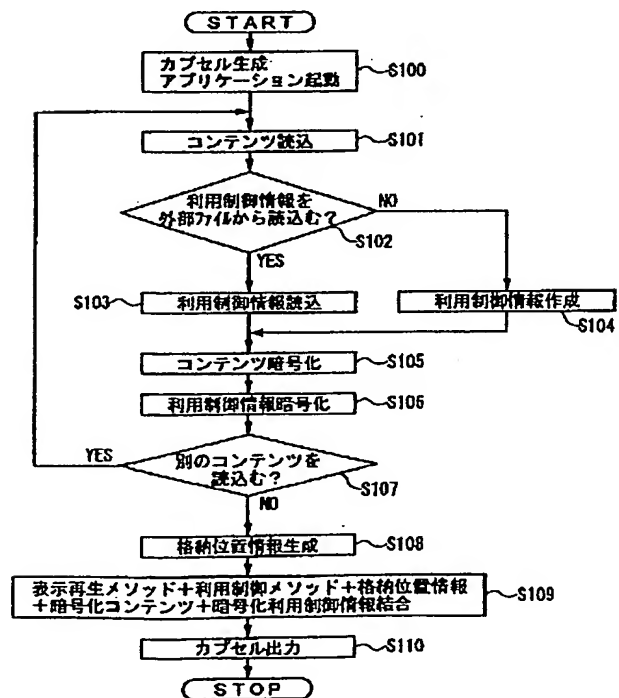 START
カプセル生成
アプリケーション起動
S100
コンテンツ読込
S101
利用制御情報を
外部ファイルから読込む?
NO
S102
YES
S103
利用制御情報読込
利用制御情報作成
S104
コンテンツ暗号化
S105
利用制御情報暗号化
S106
YES
別のコンテンツを
読込む?
S107
NO
格納位置情報生成
S108
表示再生メソッド+利用制御メソッド+格納位置情報
+暗号化コンテンツ+暗号化利用制御情報結合
S109
カプセル出力
S110
STOP